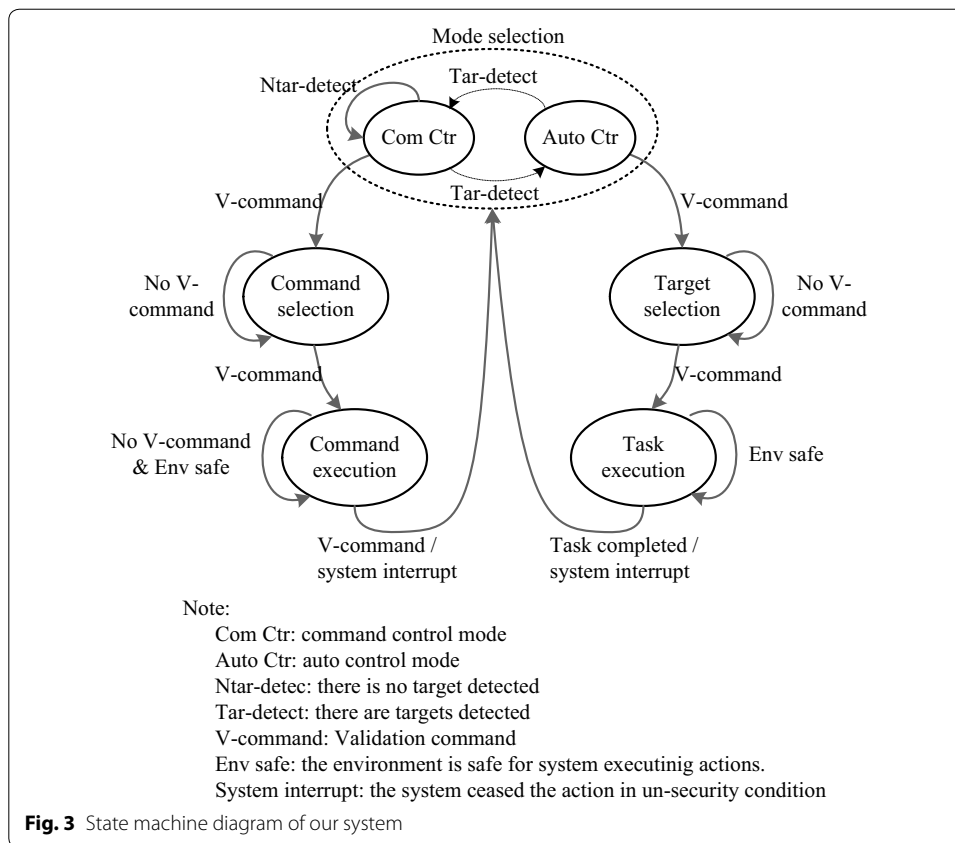 Mode selection
Tar-detect
Ntar-detect
Com Ctr
Auto Ctr
Tar-detect
V-command
V-command
No V-
command
Command
selection
Target
selection
No V-
command
V-command
V-command
No V-command
& Env safe
Command
execution
Task
execution
Env safe
V-command /
system interrupt
Task completed /
system interrupt
Note:
Com Ctr: command control mode
Auto Ctr: auto control mode
Ntar-detec: there is no target detected
Tar-detect: there are targets detected
V-command: Validation command
Env safe: the environment is safe for system executinig actions.
System interrupt: the system ceased the action in un-security condition
Fig. 3 State machine diagram of our system